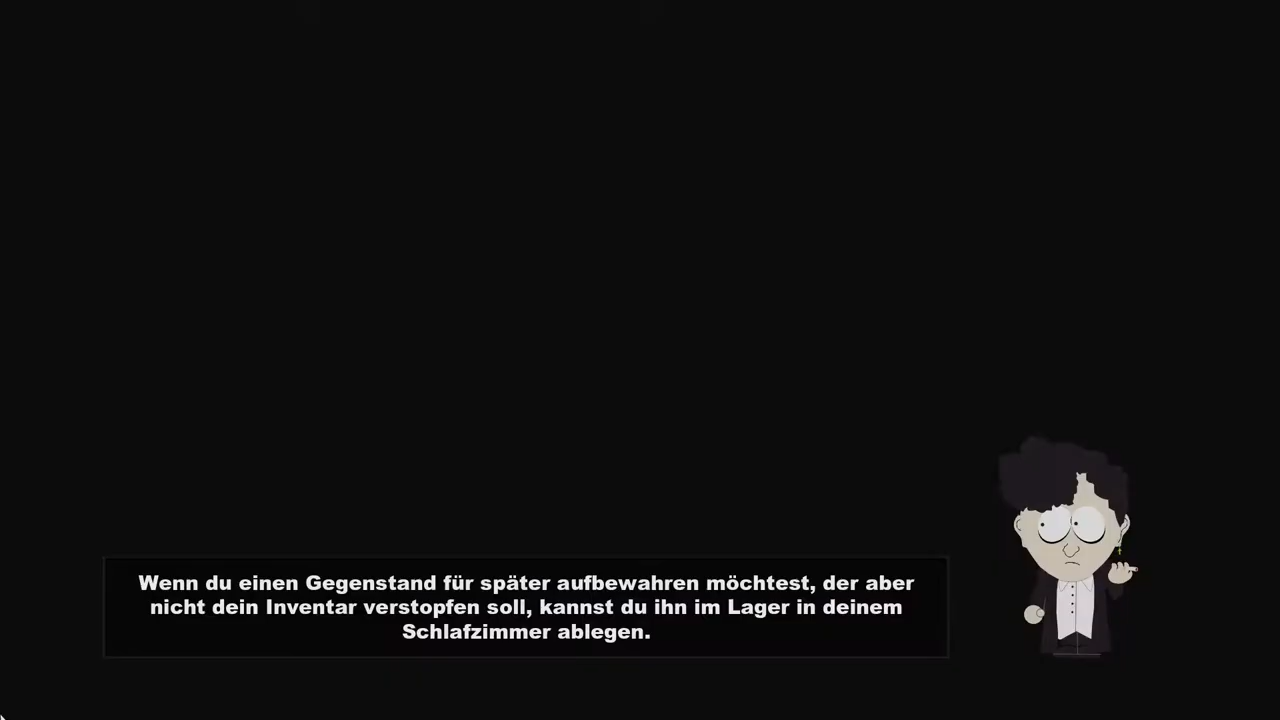 Wenn du einen Gegenstand für später aufbewahren möchtest, der aber
nicht dein Inventar verstopfen soll, kannst du ihn im Lager in deinem
Schlafzimmer ablegen.